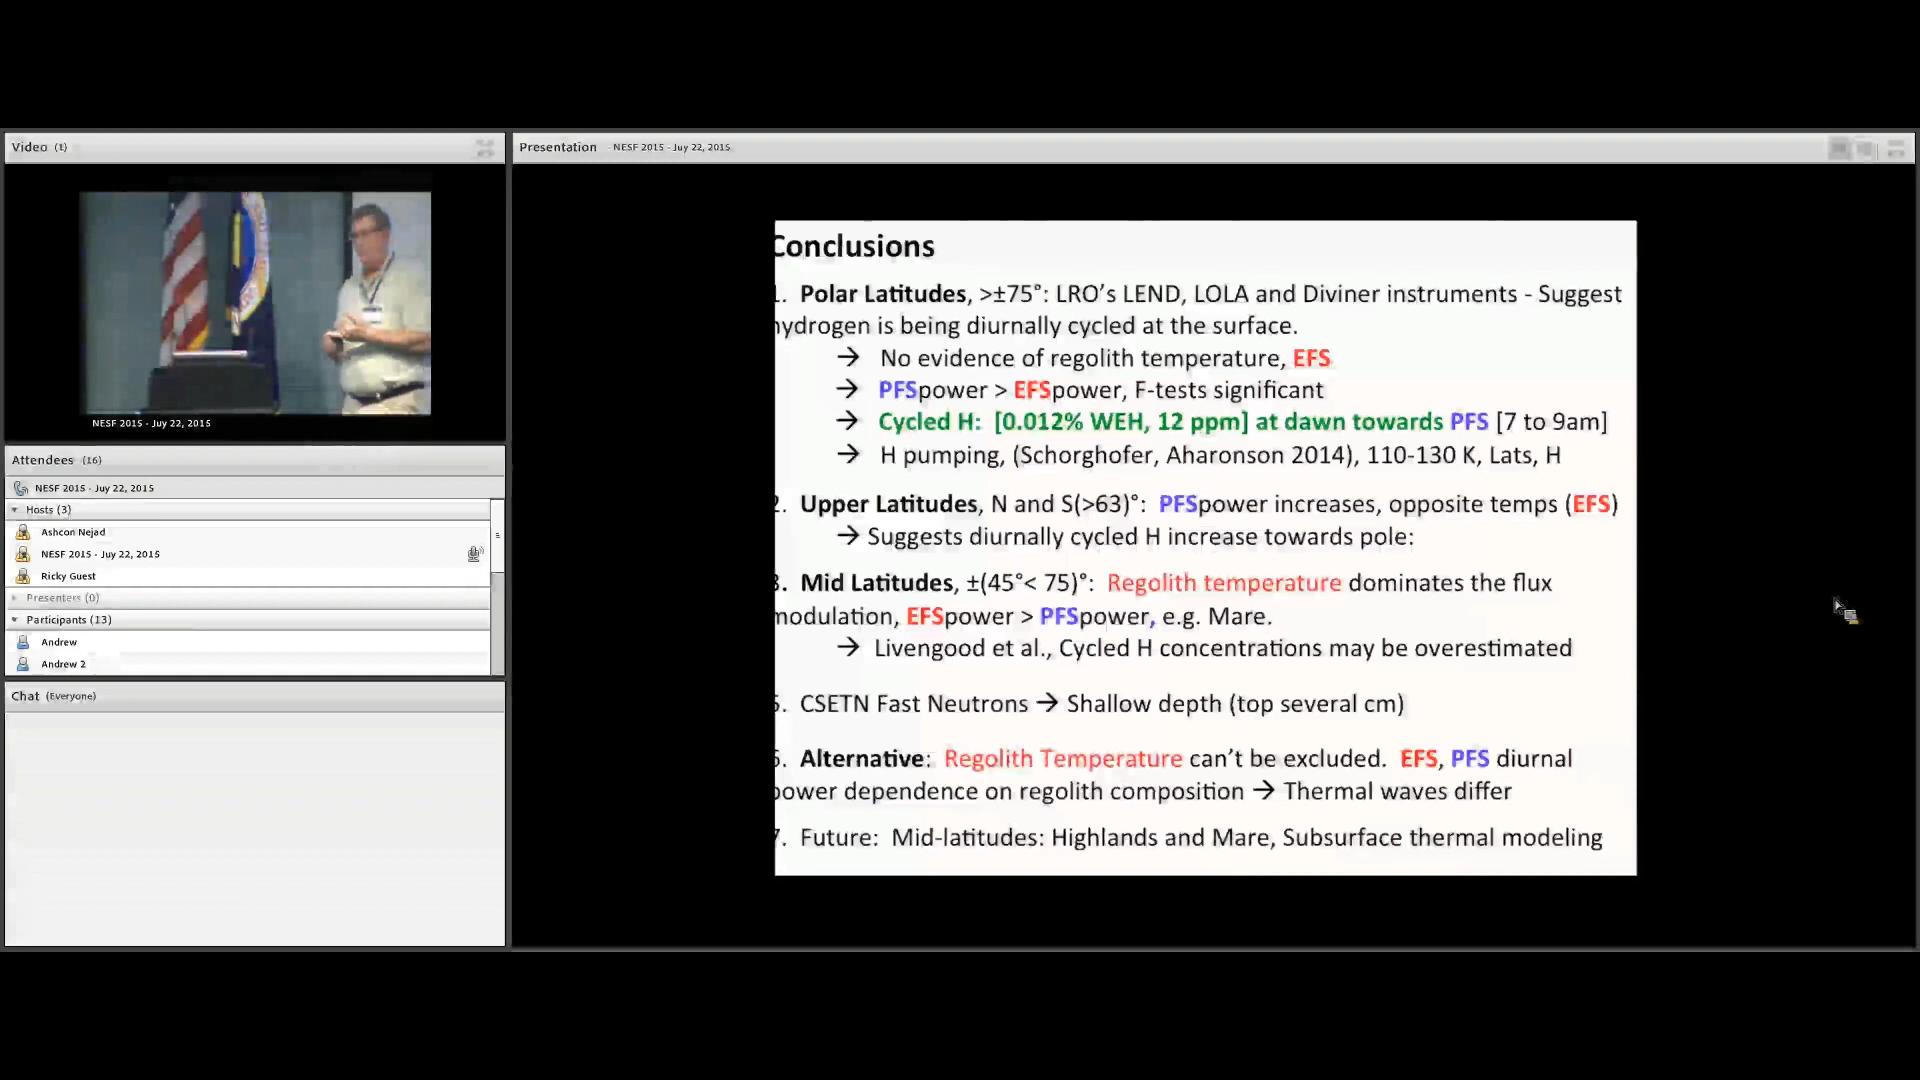 Video (1)
NESF 2015 - Juy 22, 2015
Attendees (16)
NESF 2015 - Juy 22, 2015
Hosts (3)
Ashcon Nejad
NESF 2015 - Juy 22, 2015
Ricky Guest
Presenters (0)
Participants (13)
Andrew
Andrew 2
Chat (Everyone)
Presentation - NESF 2015 - Juy 22, 2015
Conclusions
1. Polar Latitudes, >±75°: LRO’s LEND, LOLA and Diviner instruments - Suggest
hydrogen is being diurnally cycled at the surface.
→ No evidence of regolith temperature, EFS
→ PFSpower > EFSpower, F-tests significant
→ Cycled H: [0.012% WEH, 12 ppm] at dawn towards PFS [7 to 9am]
→ H pumping, (Schorghofer, Aharonson 2014), 110-130 K, Lats, H
2. Upper Latitudes, N and S(>63)°: PFSpower increases, opposite temps (EFS)
→ Suggests diurnally cycled H increase towards pole:
3. Mid Latitudes, ±(45°< 75)°: Regolith temperature dominates the flux
modulation, EFSpower > PFSpower, e.g. Mare.
→ Livengood et al., Cycled H concentrations may be overestimated
5. CSETN Fast Neutrons → Shallow depth (top several cm)
6. Alternative: Regolith Temperature can’t be excluded. EFS, PFS diurnal
power dependence on regolith composition → Thermal waves differ
7. Future: Mid-latitudes: Highlands and Mare, Subsurface thermal modeling